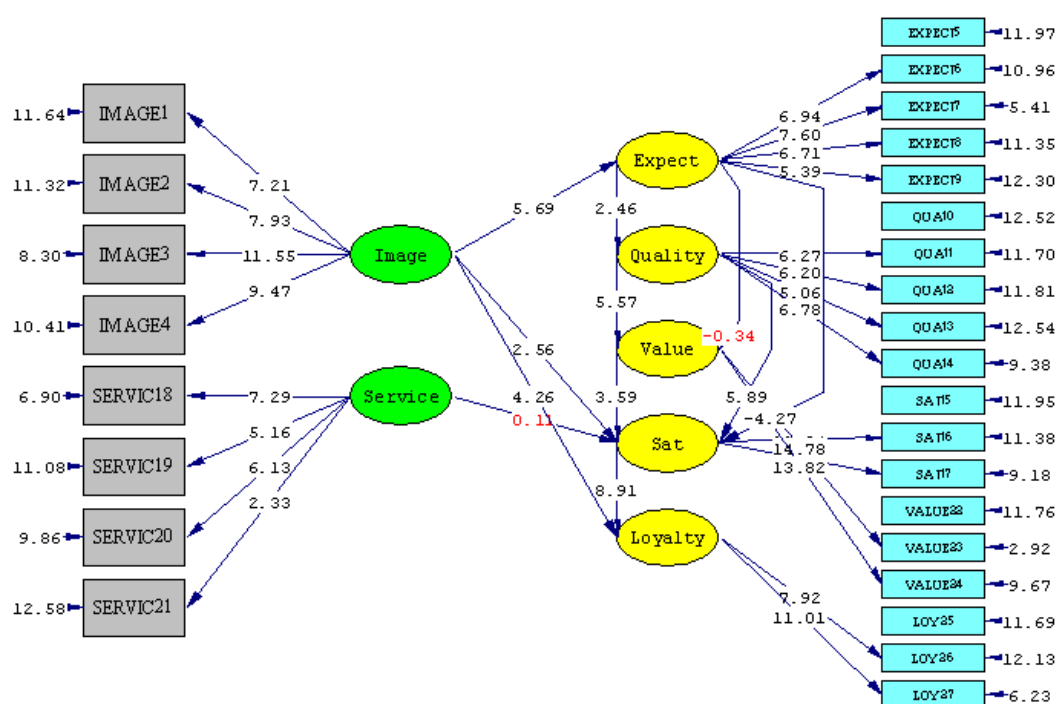 EXPECT5 11.97
EXPECT6 10.96
EXPECT7 5.41
EXPECT8 11.35
EXPECT9 12.30
QUA10 12.52
QUA11 11.70
QUA12 11.81
QUA13 12.54
QUA14 9.38
SAT15 11.95
SAT16 11.38
SAT17 9.18
VALUE22 11.76
VALUE23 2.92
VALUE24 9.67
LOY25 11.69
LOY26 12.13
LOY27 6.23
11.64 IMAGE1
11.32 IMAGE2
8.30 IMAGE3
10.41 IMAGE4
6.90 SERVIC18
11.08 SERVIC19
9.86 SERVIC20
12.58 SERVIC21
7.21
7.93
11.55
9.47
7.29
5.16
6.13
2.33
Image
Service
5.69
2.56
4.26
0.11
Expect
2.46
Quality
5.57
Value
3.59
Sat
8.91
Loyalty
6.94
7.60
6.71
5.39
6.27
6.20
5.06
6.78
-0.34
5.89
-4.27
14.78
13.82
7.92
11.01